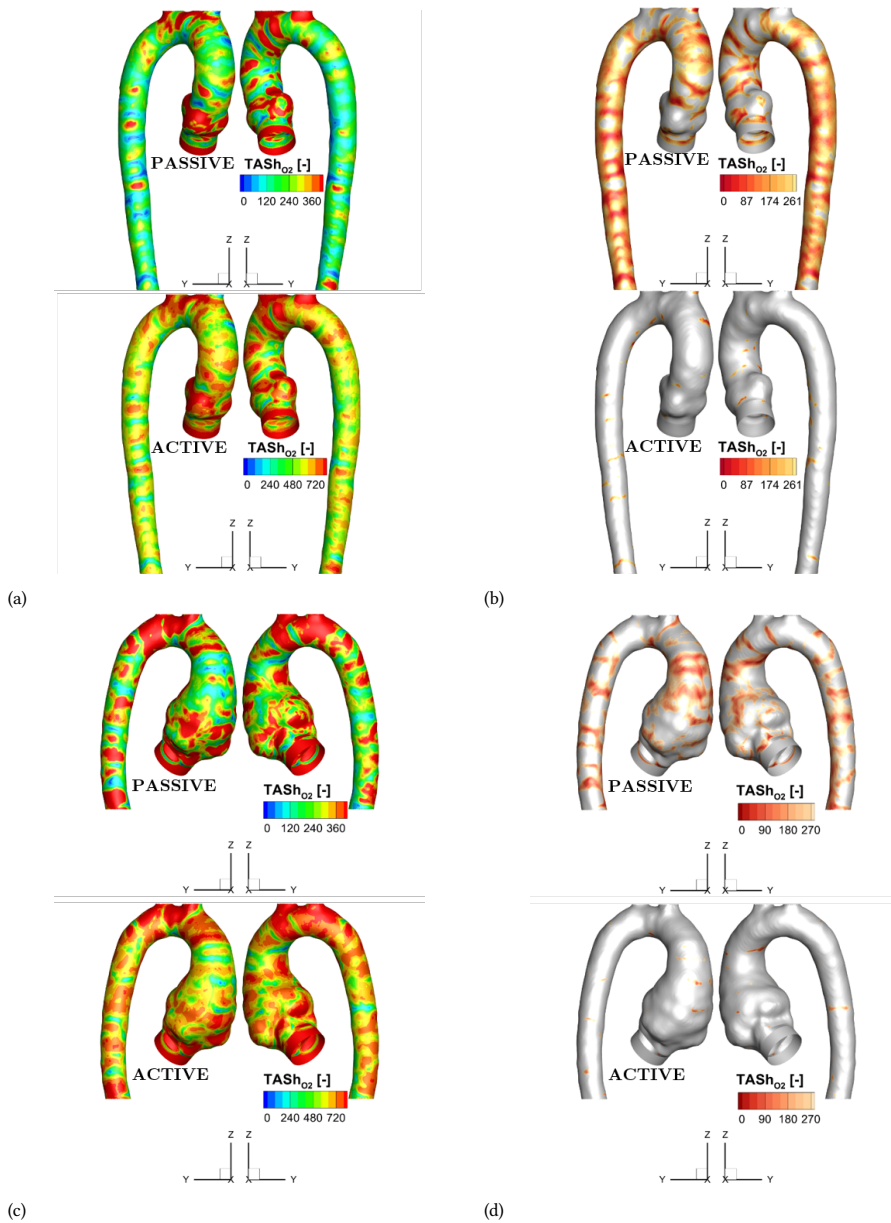 PASSIVE
TASh_O2 [-]
0 120 240 360
Z Z
Y X X Y
PASSIVE
TASh_O2 [-]
0 87 174 261
Z Z
Y X X Y
ACTIVE
TASh_O2 [-]
0 240 480 720
Z Z
Y X X Y
ACTIVE
TASh_O2 [-]
0 87 174 261
Z Z
Y X X Y
(a)
(b)
PASSIVE
TASh_O2 [-]
0 120 240 360
Z Z
Y X X Y
PASSIVE
TASh_O2 [-]
0 90 180 270
Z Z
Y X X Y
ACTIVE
TASh_O2 [-]
0 240 480 720
Z Z
Y X X Y
ACTIVE
TASh_O2 [-]
0 90 180 270
Z Z
Y X X Y
(c)
(d)